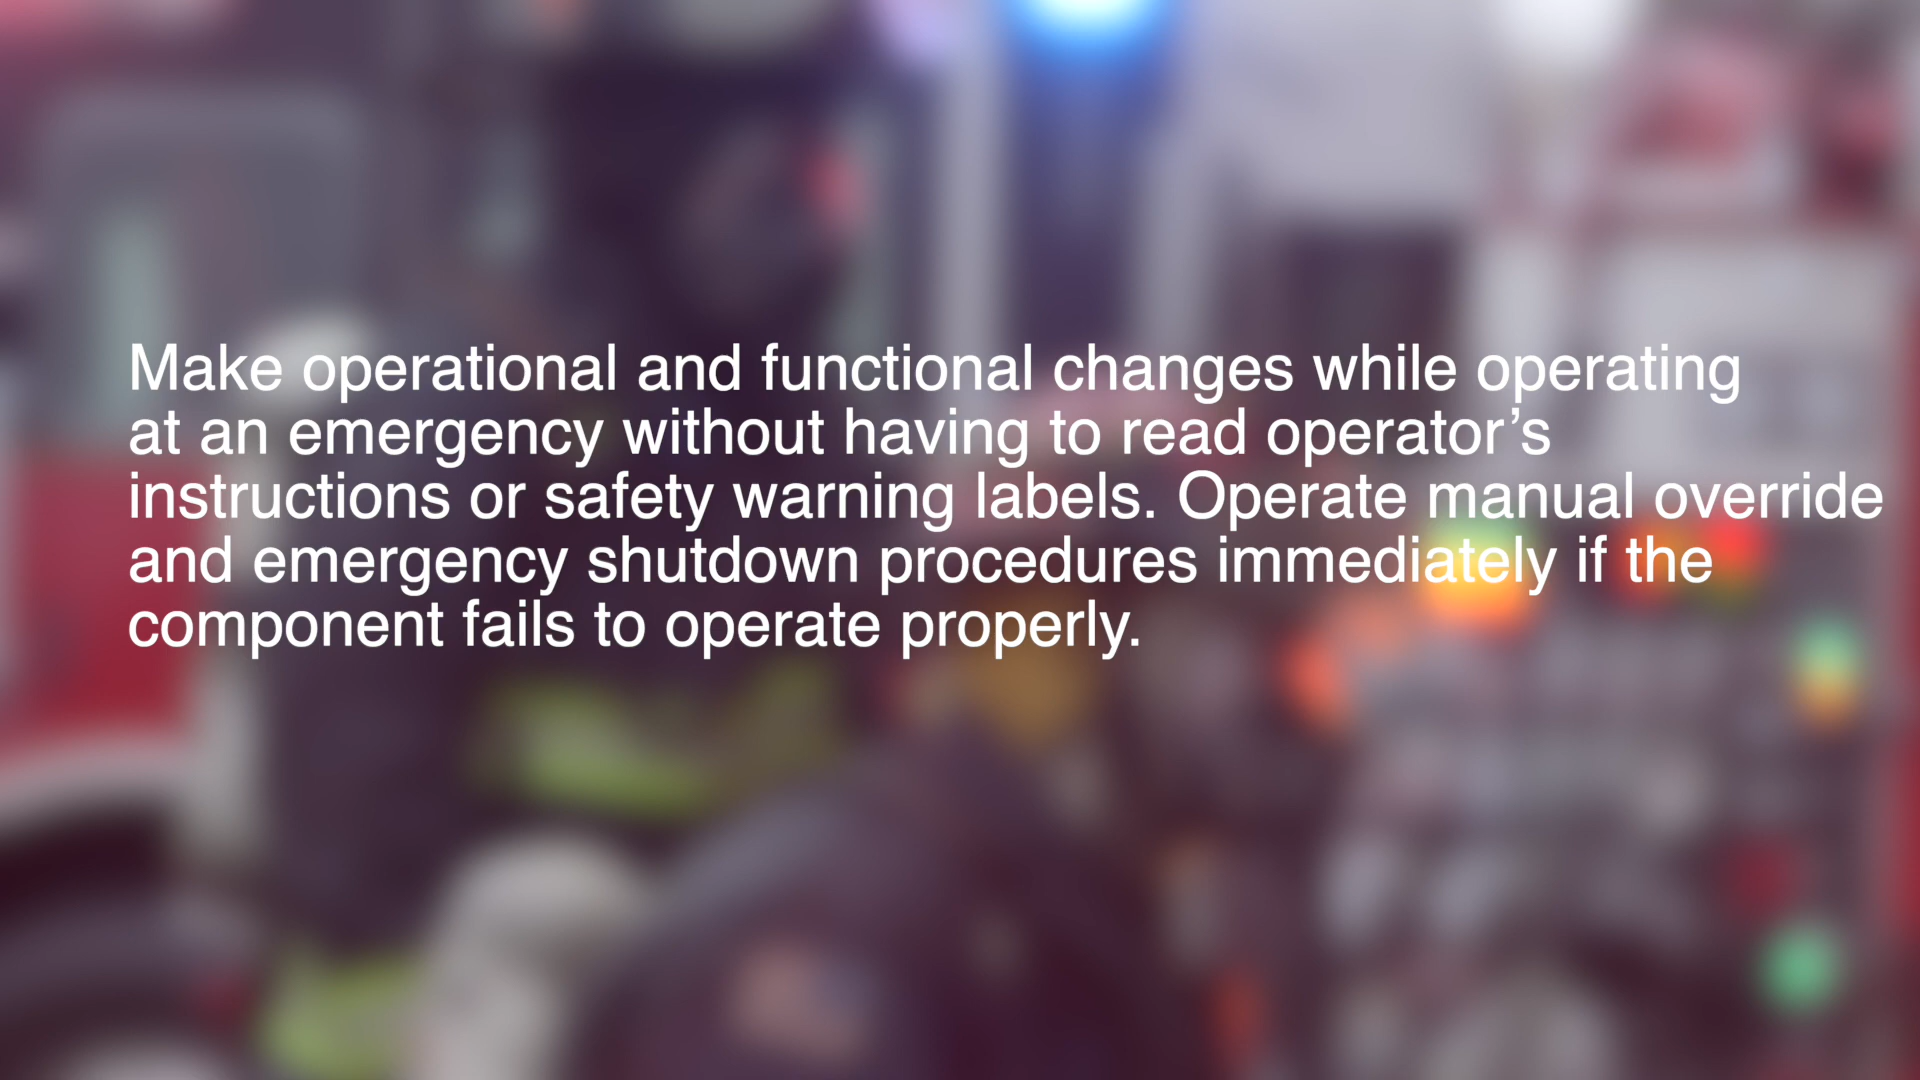 Make operational and functional changes while operating
at an emergency without having to read operator’s
instructions or safety warning labels. Operate manual override
and emergency shutdown procedures immediately if the
component fails to operate properly.